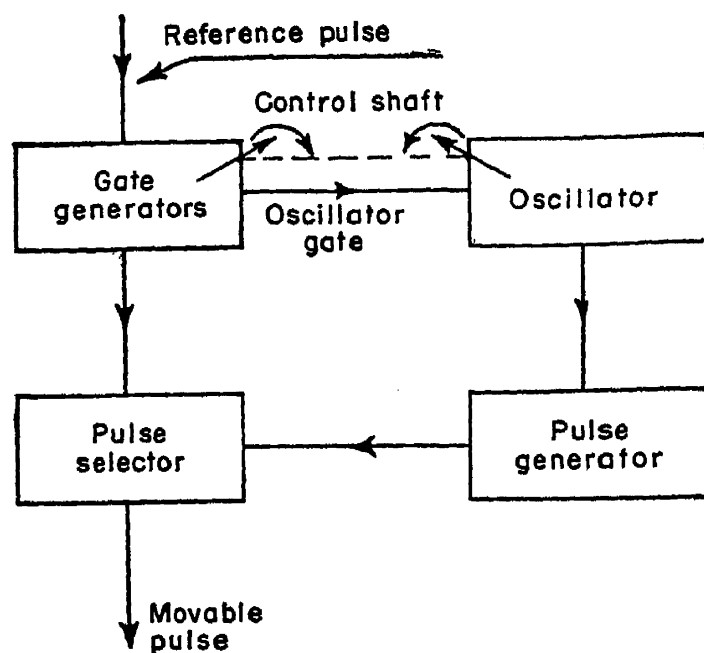 Reference pulse
Control shaft
Gate
generators
Oscillator
gate
Oscillator
Pulse
selector
Pulse
generator
Movable
pulse